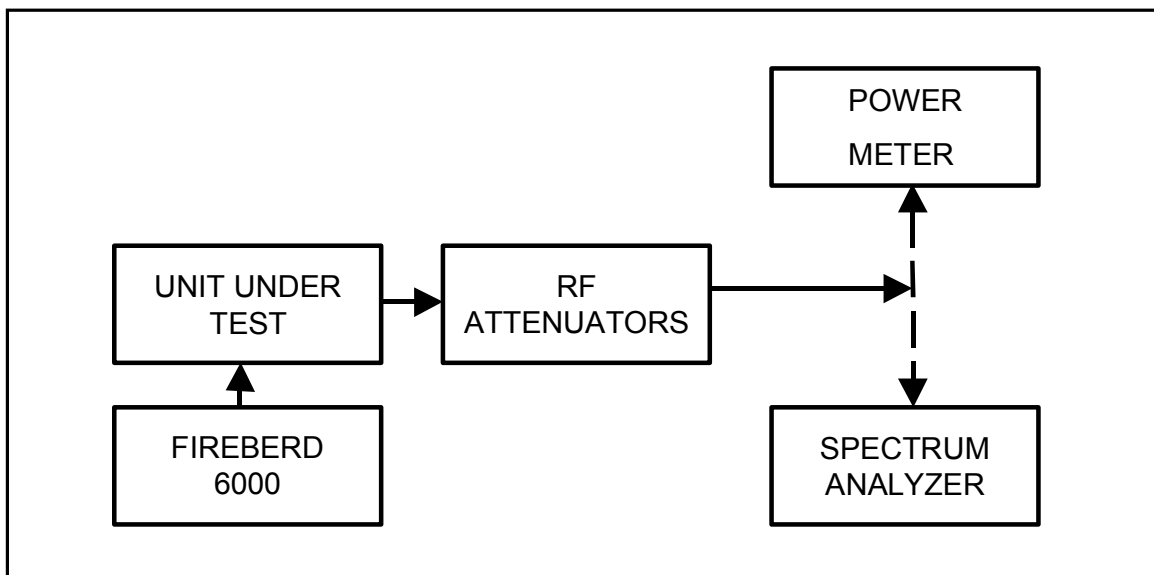 POWER
METER
UNIT UNDER
TEST
RF
ATTENUATORS
FIREBERD
6000
SPECTRUM
ANALYZER